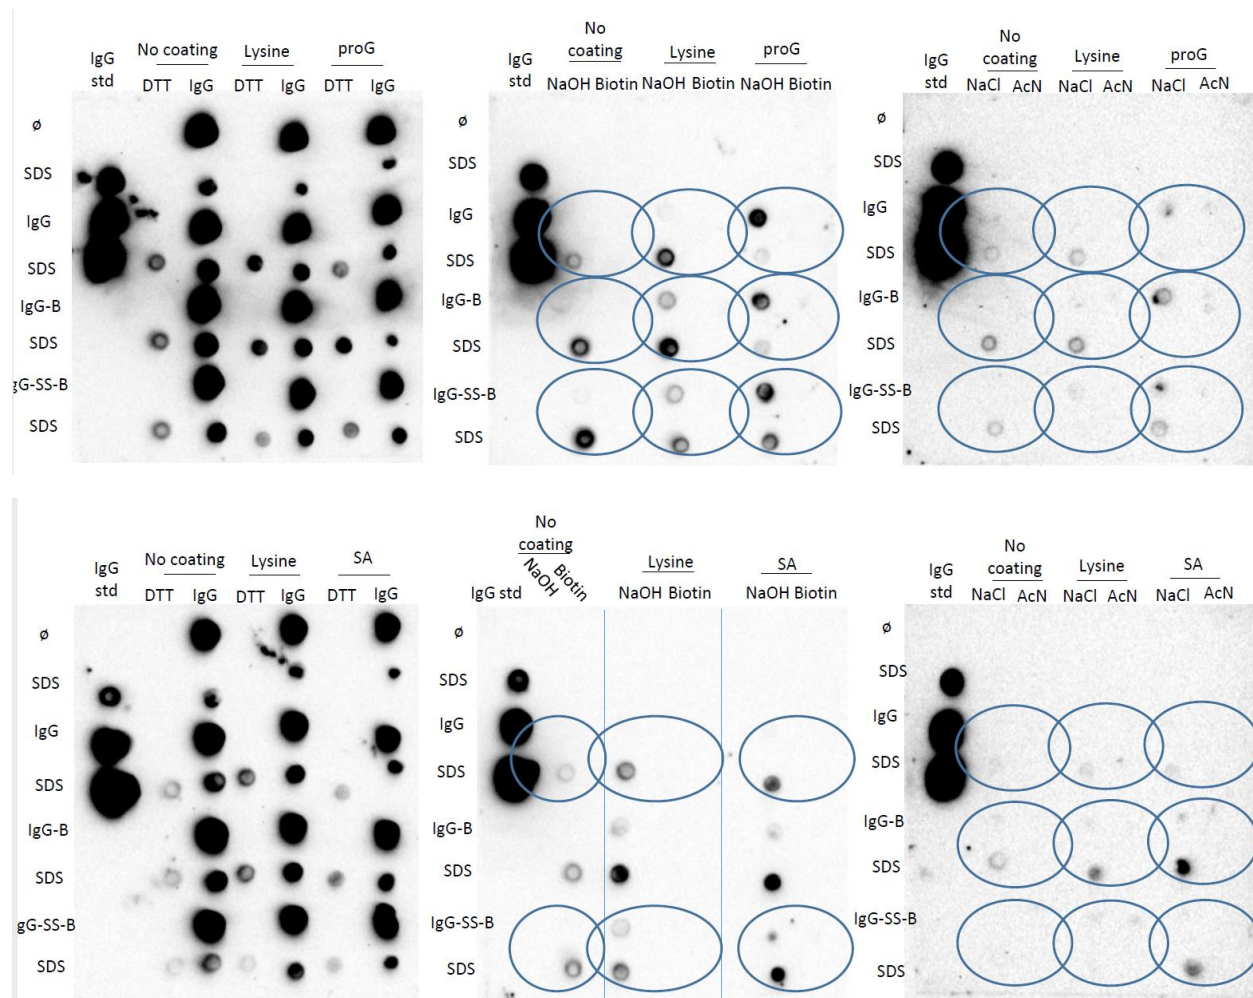 IgG std
No coating Lysine proG
DTT IgG DTT IgG DTT IgG
ø
SDS
IgG
SDS
IgG-B
SDS
gG-SS-B
SDS
IgG std
No coating Lysine proG
NaOH Biotin NaOH Biotin NaOH Biotin
ø
SDS
IgG
SDS
IgG-B
SDS
IgG-SS-B
SDS
IgG std
No coating Lysine proG
NaCl AcN NaCl AcN NaCl AcN
ø
SDS
IgG
SDS
IgG-B
SDS
IgG-SS-B
SDS
IgG std
No coating Lysine SA
DTT IgG DTT IgG DTT IgG
ø
SDS
IgG
SDS
IgG-B
SDS
gG-SS-B
SDS
IgG std
No coating Lysine SA
NaOH Biotin NaOH Biotin NaOH Biotin
ø
SDS
IgG
SDS
IgG-B
SDS
IgG-SS-B
SDS
IgG std
No coating Lysine SA
NaCl AcN NaCl AcN NaCl AcN
ø
SDS
IgG
SDS
IgG-B
SDS
IgG-SS-B
SDS